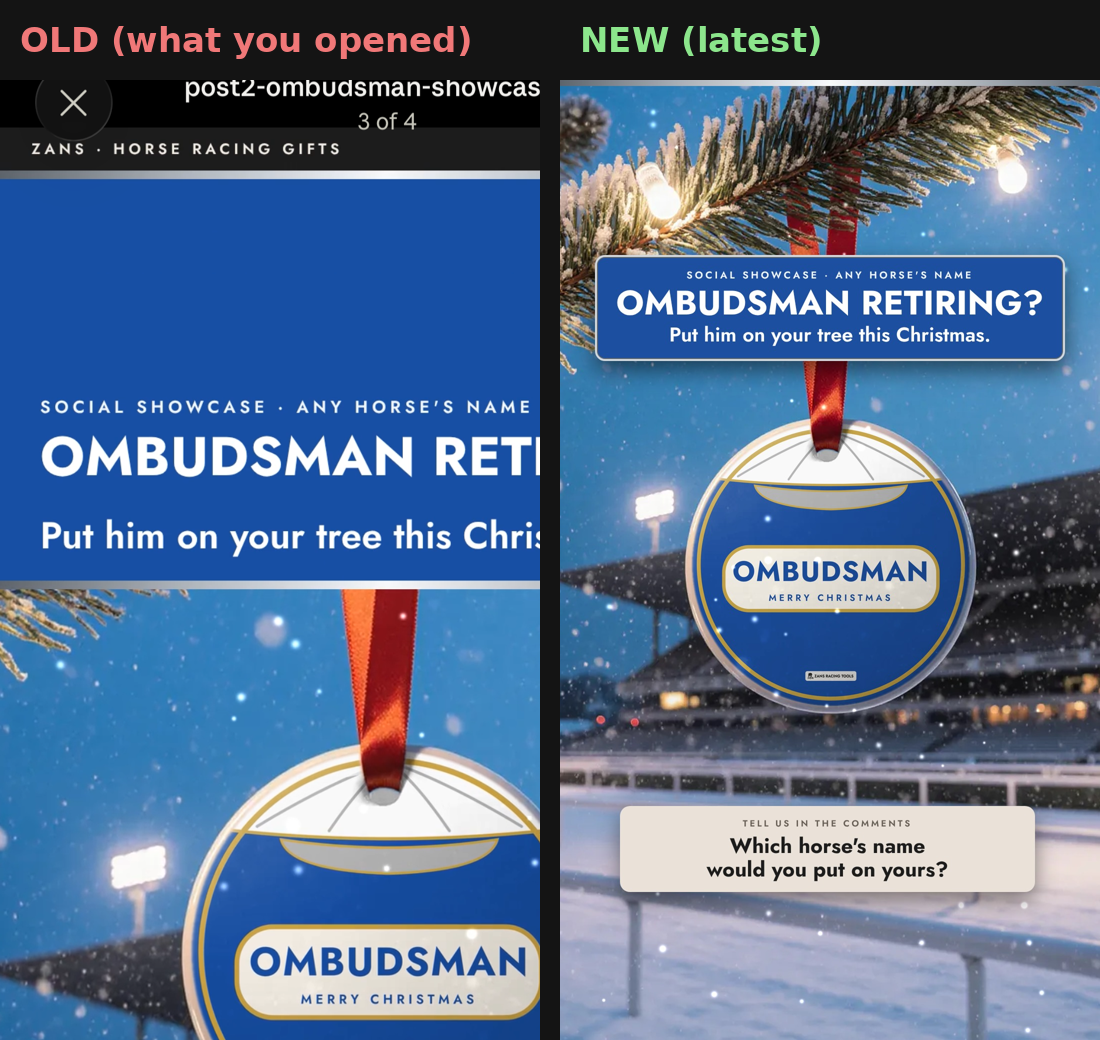 OLD (what you opened)
post2-ombudsman-showcas
3 of 4
ZANS · HORSE RACING GIFTS
SOCIAL SHOWCASE · ANY HORSE'S NAME
OMBUDSMAN RETI
Put him on your tree this Chris
OMBUDSMAN
MERRY CHRISTMAS
NEW (latest)
SOCIAL SHOWCASE · ANY HORSE'S NAME
OMBUDSMAN RETIRING?
Put him on your tree this Christmas.
OMBUDSMAN
MERRY CHRISTMAS
ZANS RACING TOOLS
TELL US IN THE COMMENTS
Which horse's name
would you put on yours?